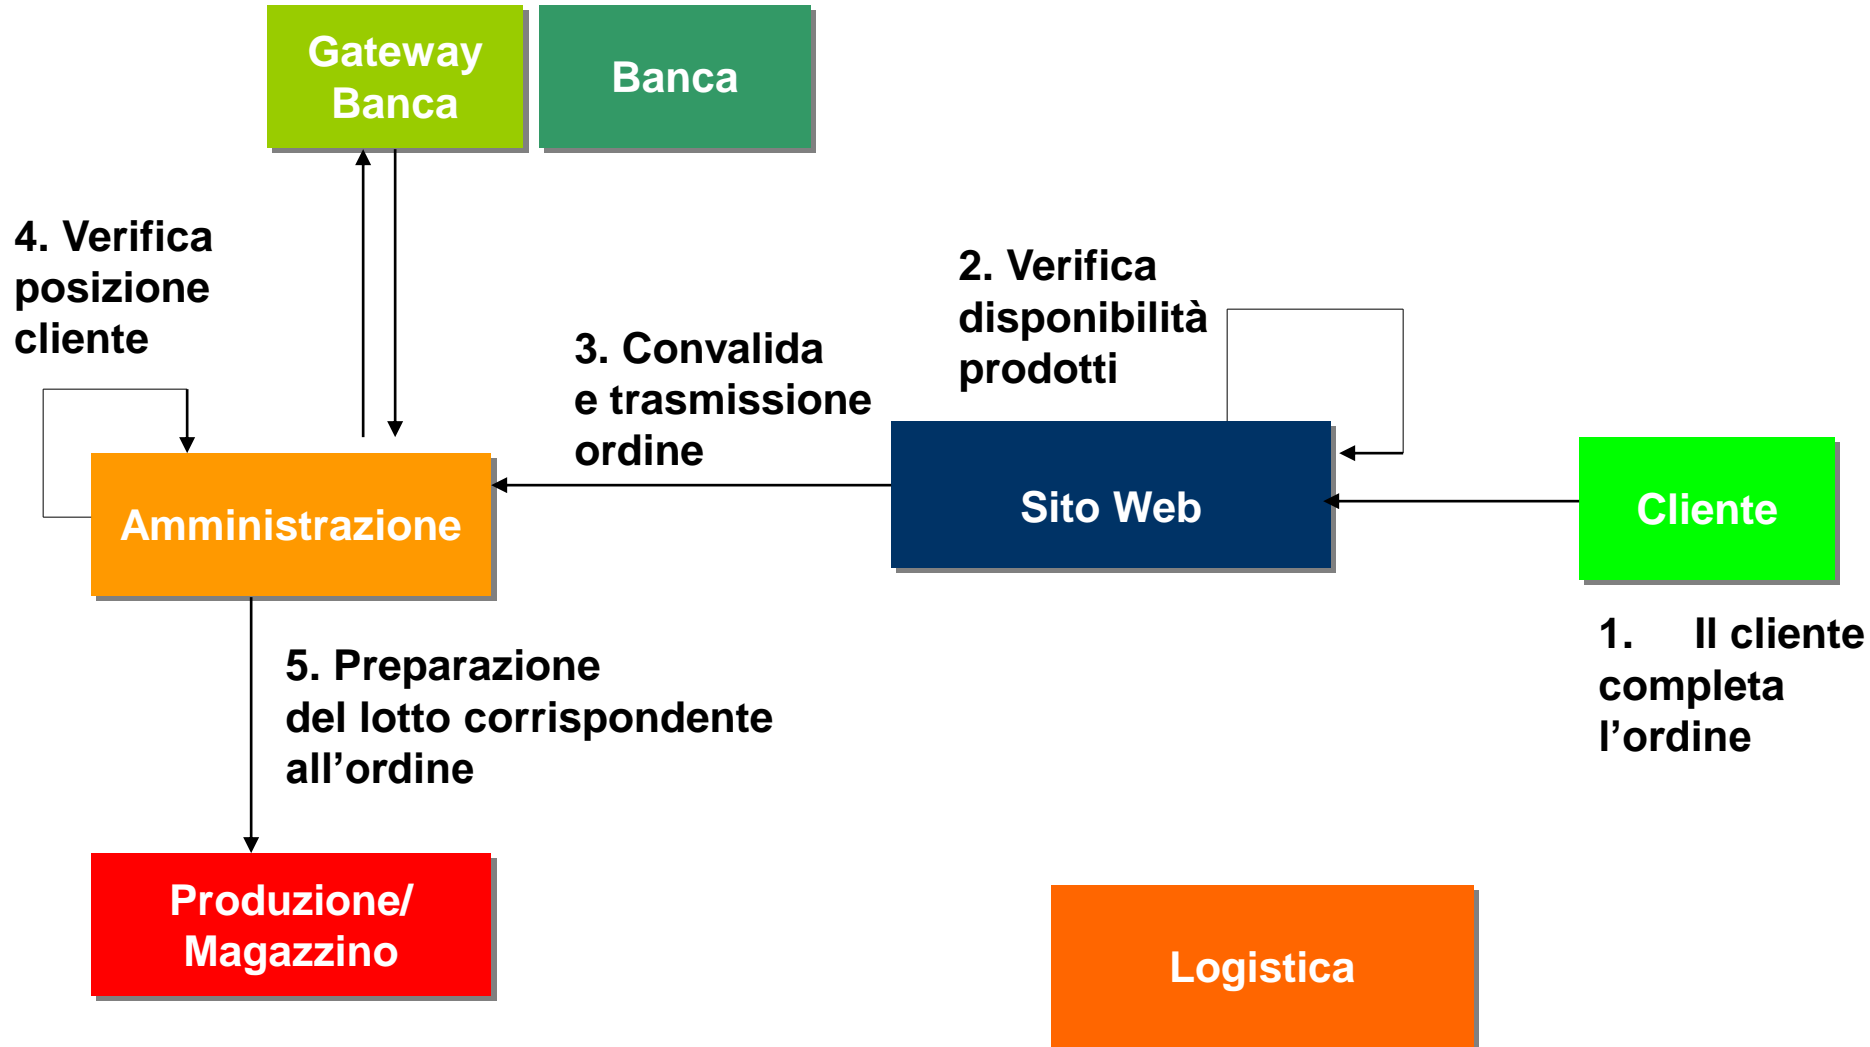 Gateway
Banca
Banca
4. Verifica
posizione
cliente
2. Verifica
disponibilità
prodotti
3. Convalida
e trasmissione
ordine
Amministrazione
Sito Web
Cliente
1. Il cliente
completa
l’ordine
5. Preparazione
del lotto corrispondente
all’ordine
Produzione/
Magazzino
Logistica